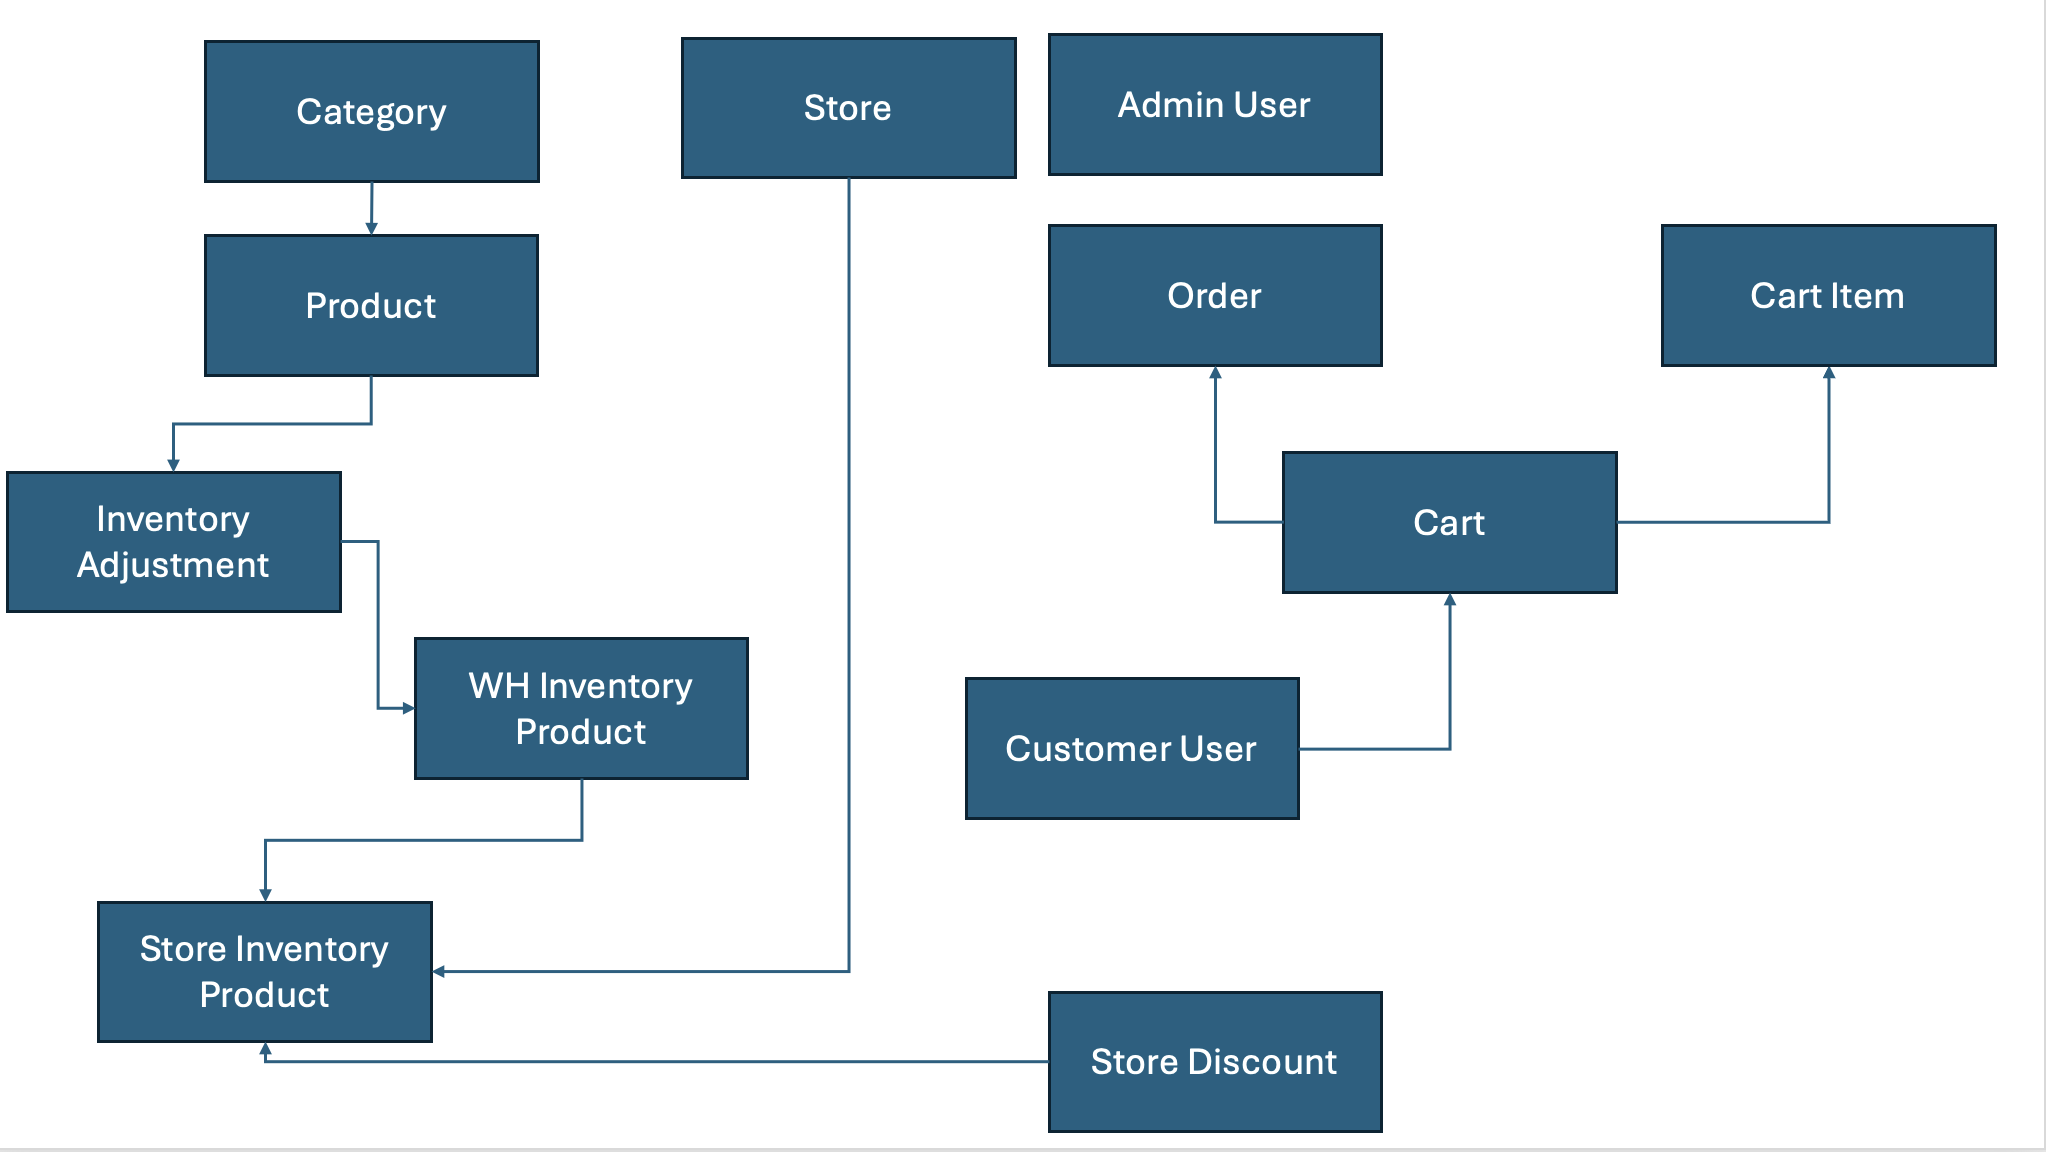 Category
Store
Admin User
Product
Order
Cart Item
Inventory
Adjustment
Cart
WH Inventory
Product
Customer User
Store Inventory
Product
Store Discount